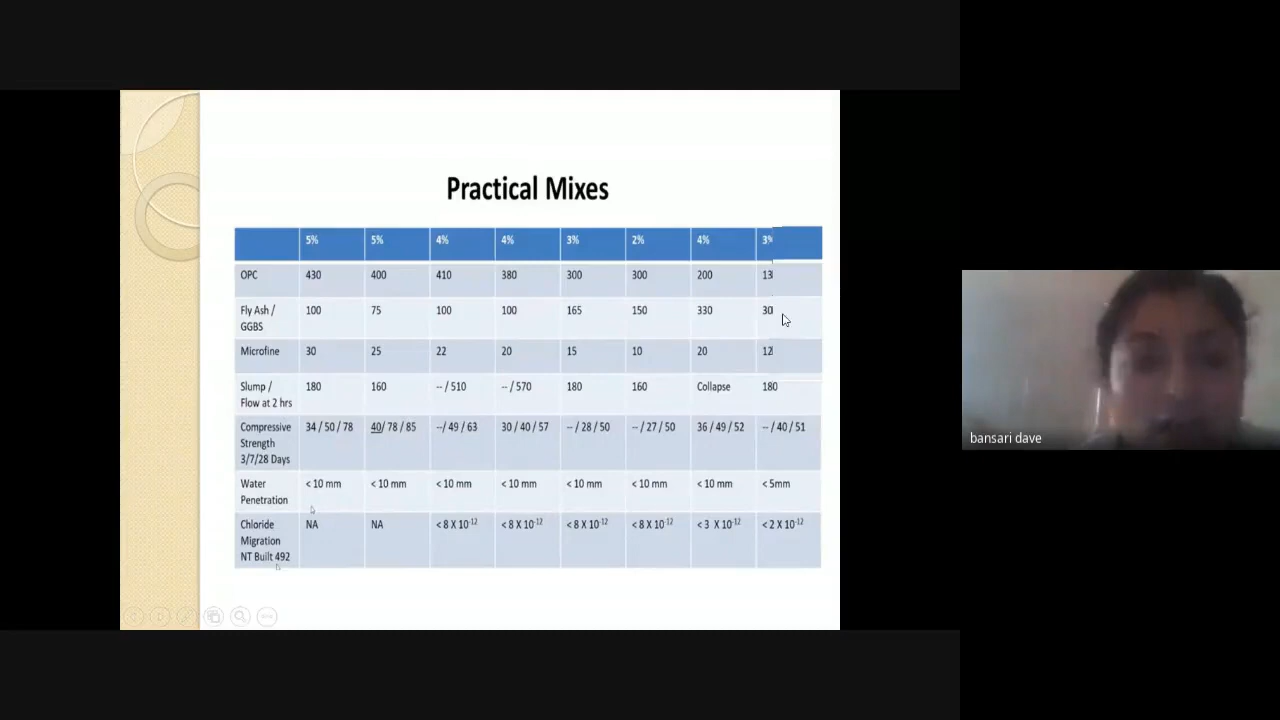 Practical Mixes
5% 5% 4% 4% 3% 2% 4%
OPC 430 400 410 380 300 300 200
Fly Ash / 100 75 100 100 165 150 330
GGBS
Microfine 30 25 22 20 15 10 20
Slump / 180 160 -- / 510 -- / 570 180 160 Collapse 180
Flow at 2 hrs
Compressive 34 / 50 / 78 40/ 78 / 85 --/ 49 / 63 30 / 40 / 57 -- / 28 / 50 -- / 27 / 50 36 / 49 / 52 -- / 40 / 51
Strength
3/7/28 Days
Water < 10 mm < 10 mm < 10 mm < 10 mm < 10 mm < 10 mm < 10 mm < 5mm
Penetration
Chloride NA NA < 8 X 10⁻¹² < 8 X 10⁻¹² < 8 X 10⁻¹² < 8 X 10⁻¹² < 3 X 10⁻¹² < 2 X 10⁻¹²
Migration
NT Built 492
bansari dave